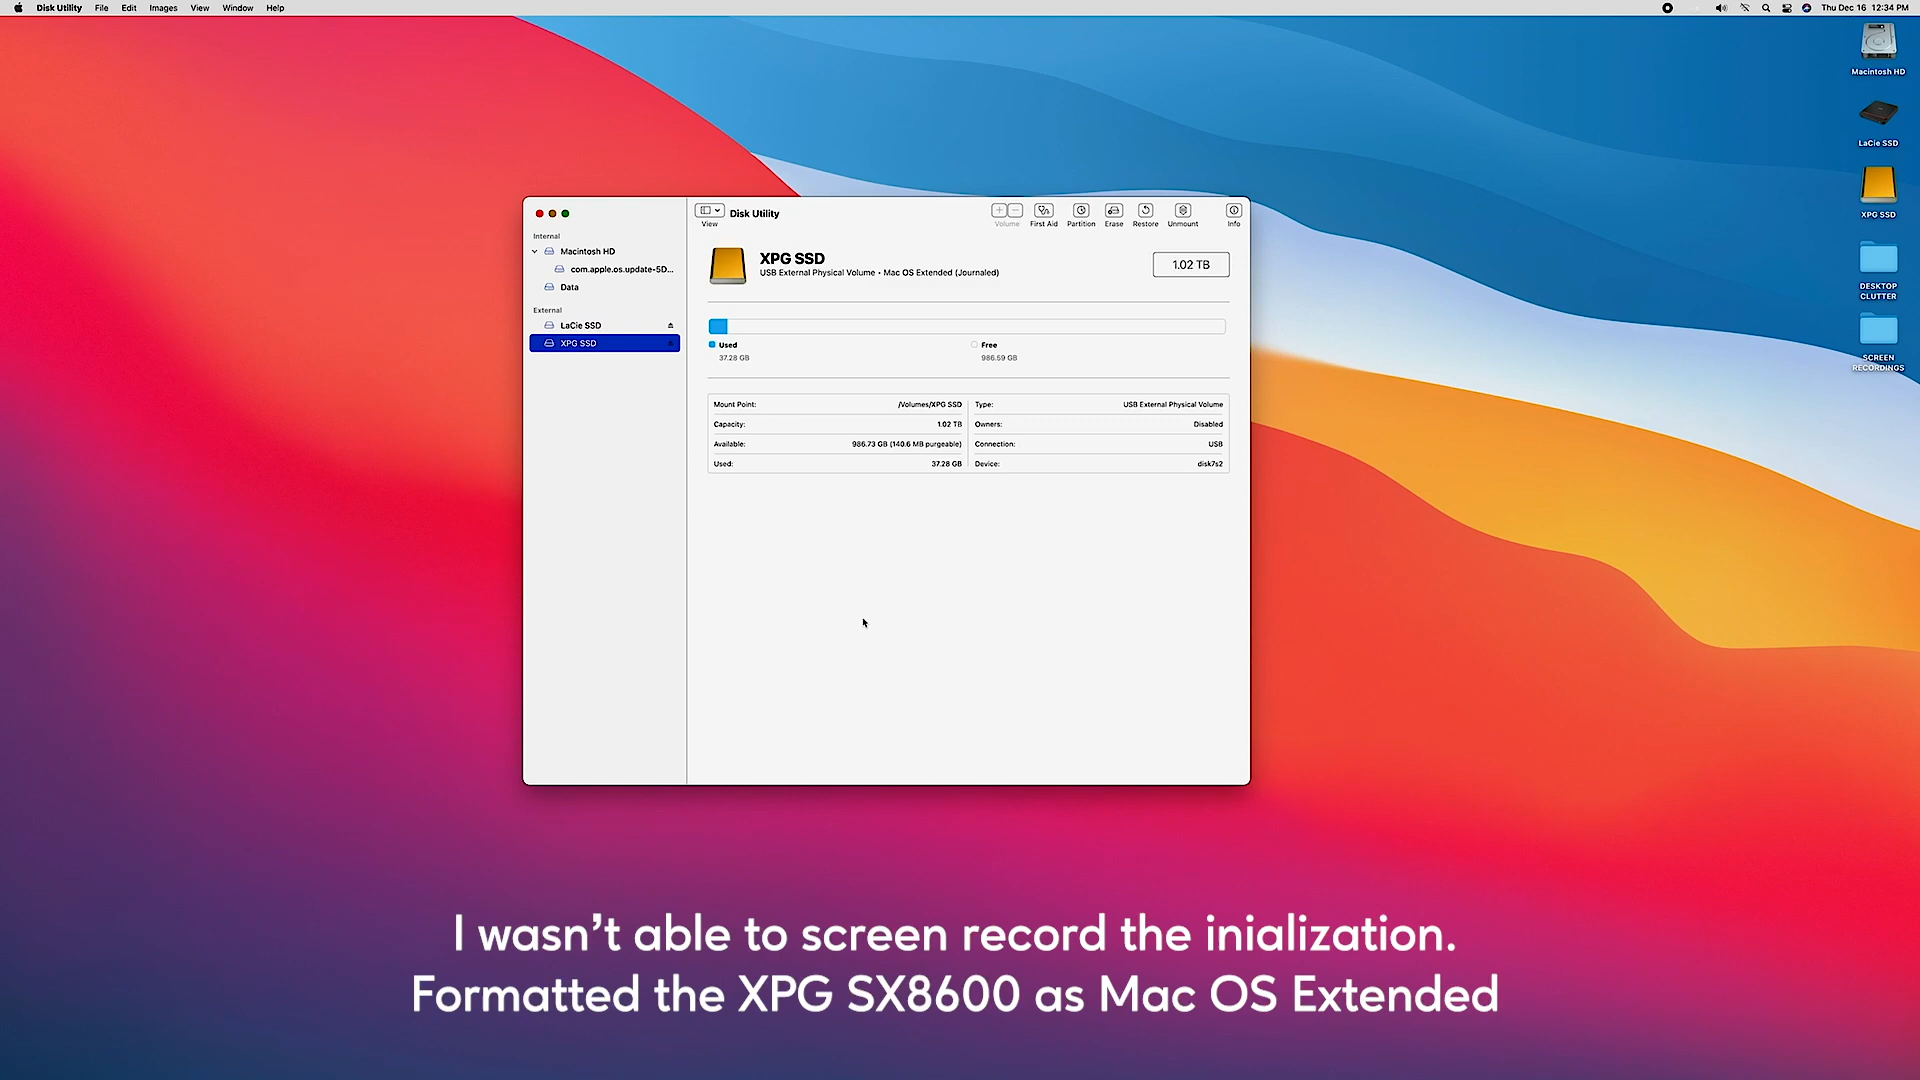 Disk Utility File Edit Images View Window Help Thu Dec 16 12:34 PM
Macintosh HD
LaCie SSD
XPG SSD
DESKTOP
CLUTTER
SCREEN
RECORDINGS
Internal
Macintosh HD
com.apple.os.update-5D...
Data
External
LaCie SSD
XPG SSD
View
Disk Utility
Volume First Aid Partition Erase Restore Unmount Info
XPG SSD
USB External Physical Volume • Mac OS Extended (Journaled)
1.02 TB
Used
37.28 GB
Free
986.59 GB
Mount Point: /Volumes/XPG SSD
Type: USB External Physical Volume
Capacity: 1.02 TB
Owners: Disabled
Available: 986.73 GB (140.6 MB purgeable)
Connection: USB
Used: 37.28 GB
Device: disk7s2
I wasn’t able to screen record the inialization.
Formatted the XPG SX8600 as Mac OS Extended